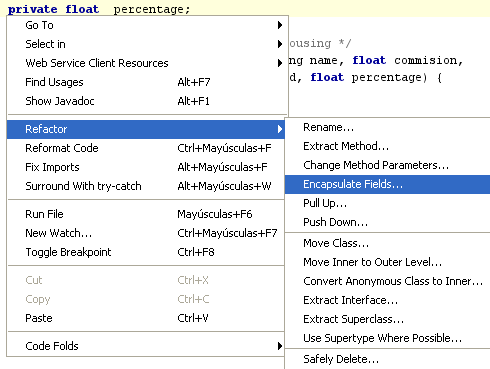 private float  percentage;
Go To
Select in
Web Service Client Resources
Find Usages Alt+F7
Show Javadoc Alt+F1
ousing */
ng name, float commision,
d, float percentage) {
Refactor
Reformat Code Ctrl+Mayúsculas+F
Fix Imports Alt+Mayúsculas+F
Surround With try-catch Alt+Mayúsculas+W
Run File Mayúsculas+F6
New Watch... Ctrl+Mayúsculas+F7
Toggle Breakpoint Ctrl+F8
Cut Ctrl+X
Copy Ctrl+C
Paste Ctrl+V
Code Folds
Rename...
Extract Method...
Change Method Parameters...
Encapsulate Fields...
Pull Up...
Push Down...
Move Class...
Move Inner to Outer Level...
Convert Anonymous Class to Inner...
Extract Interface...
Extract Superclass...
Use Supertype Where Possible...
Safely Delete...